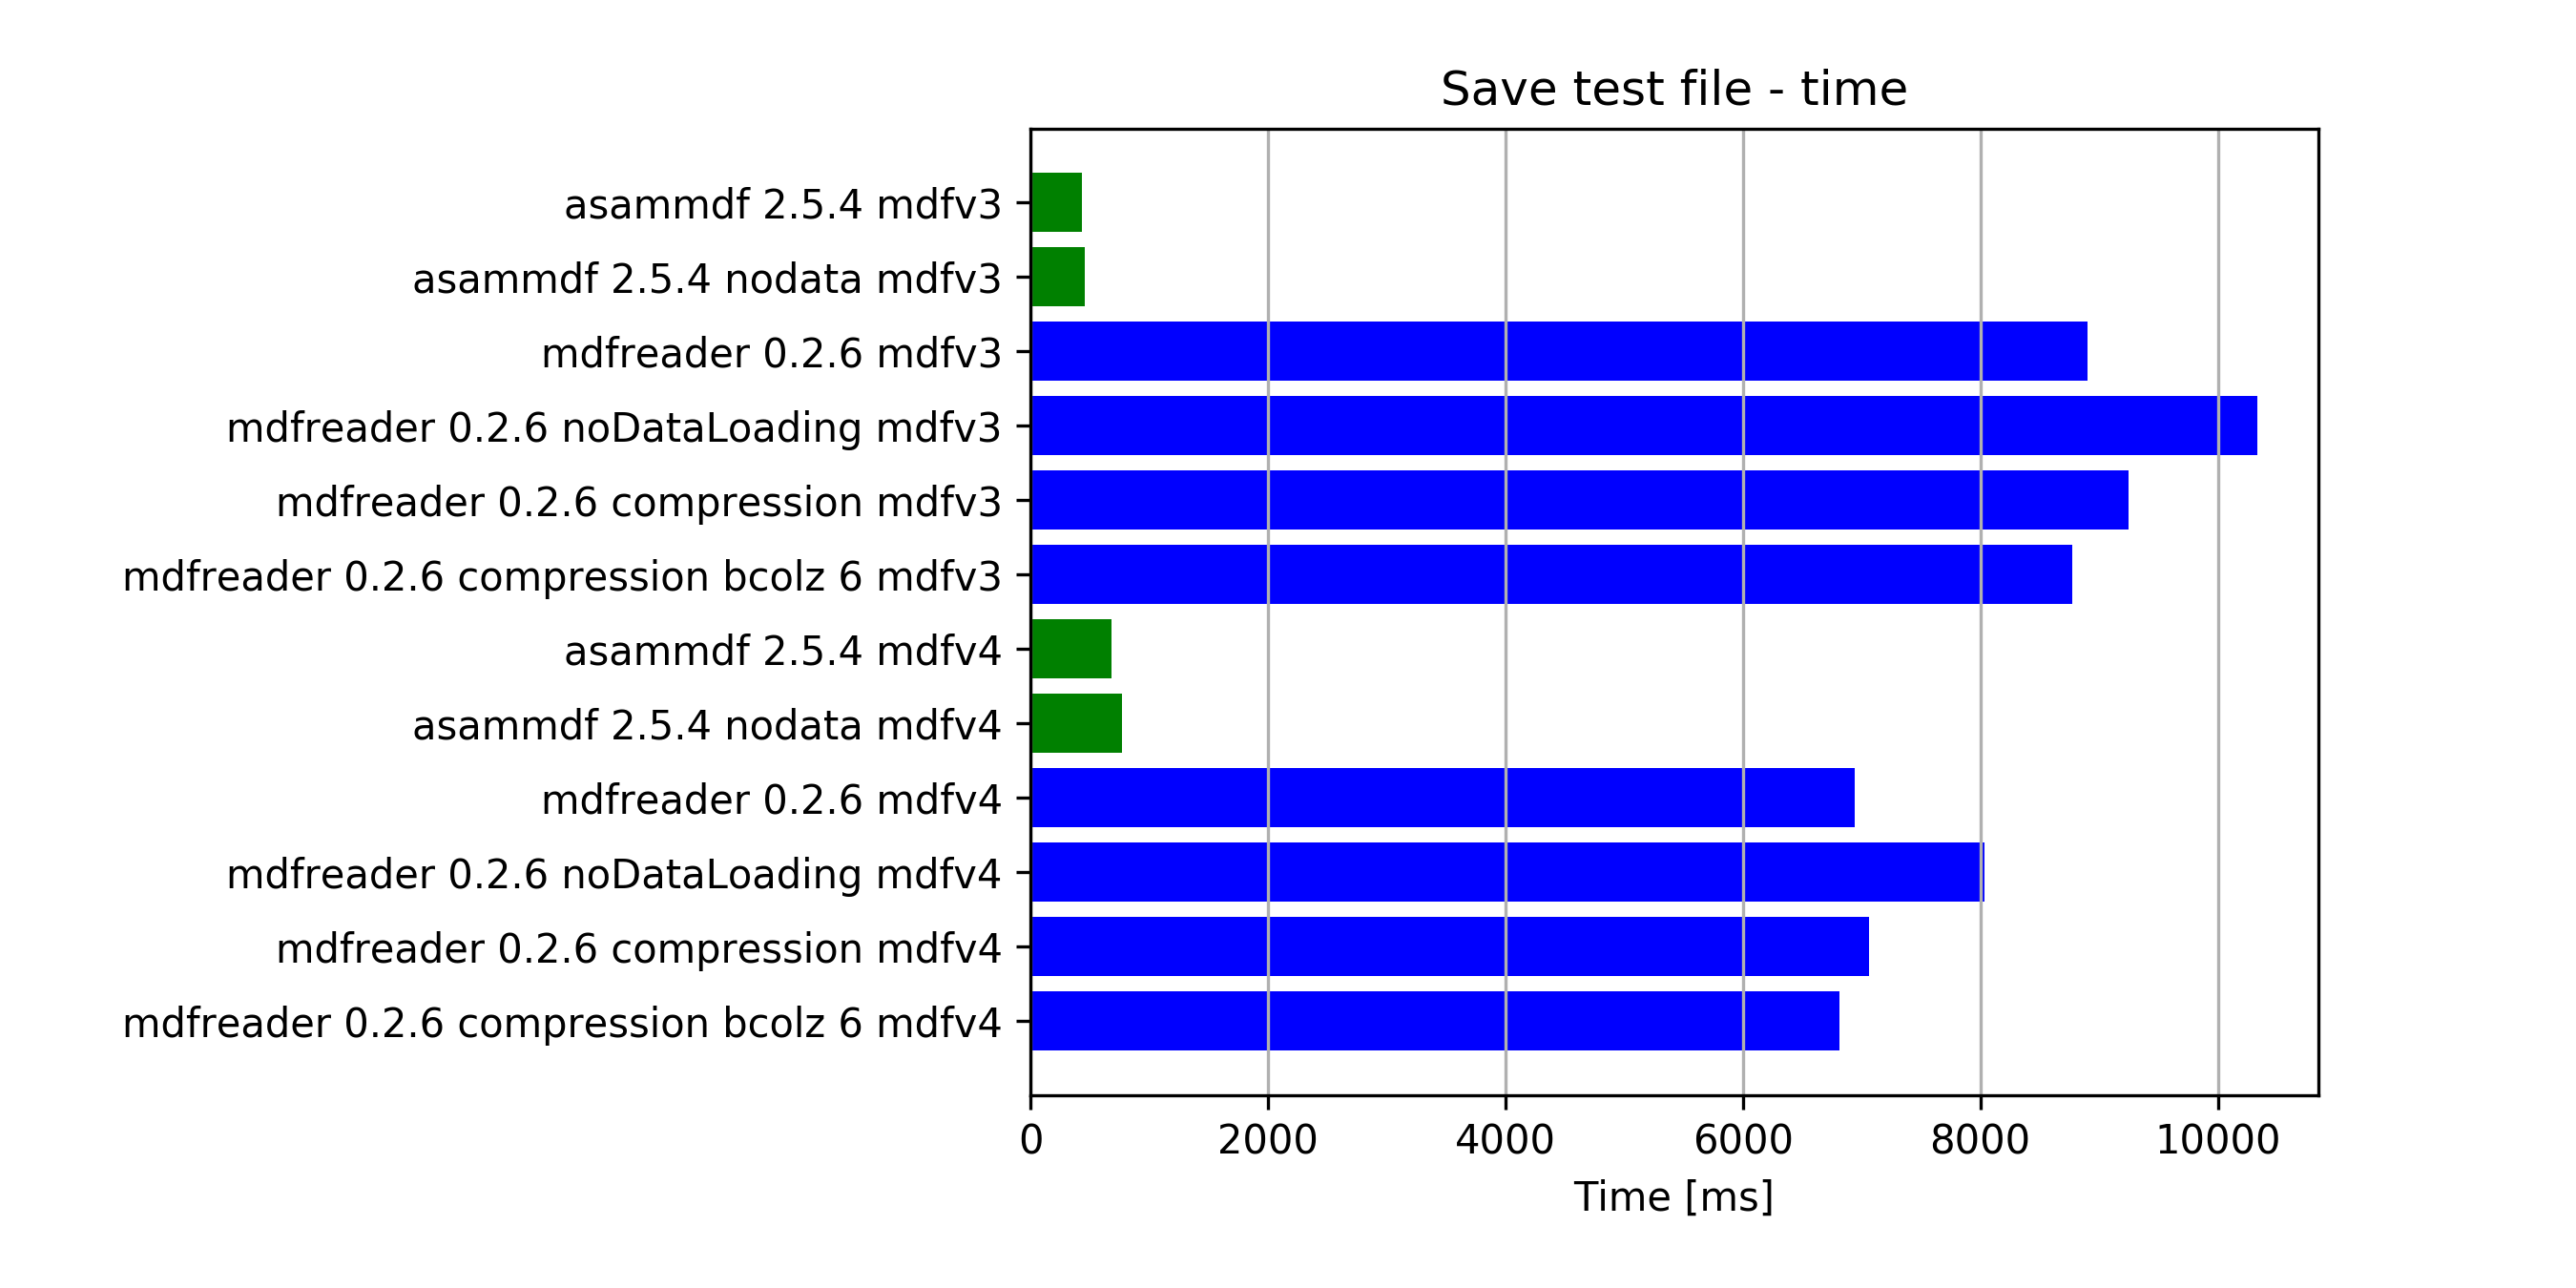 Save test file - time
asammdf 2.5.4 mdfv3
asammdf 2.5.4 nodata mdfv3
mdfreader 0.2.6 mdfv3
mdfreader 0.2.6 noDataLoading mdfv3
mdfreader 0.2.6 compression mdfv3
mdfreader 0.2.6 compression bcolz 6 mdfv3
asammdf 2.5.4 mdfv4
asammdf 2.5.4 nodata mdfv4
mdfreader 0.2.6 mdfv4
mdfreader 0.2.6 noDataLoading mdfv4
mdfreader 0.2.6 compression mdfv4
mdfreader 0.2.6 compression bcolz 6 mdfv4
0 2000 4000 6000 8000 10000
Time [ms]